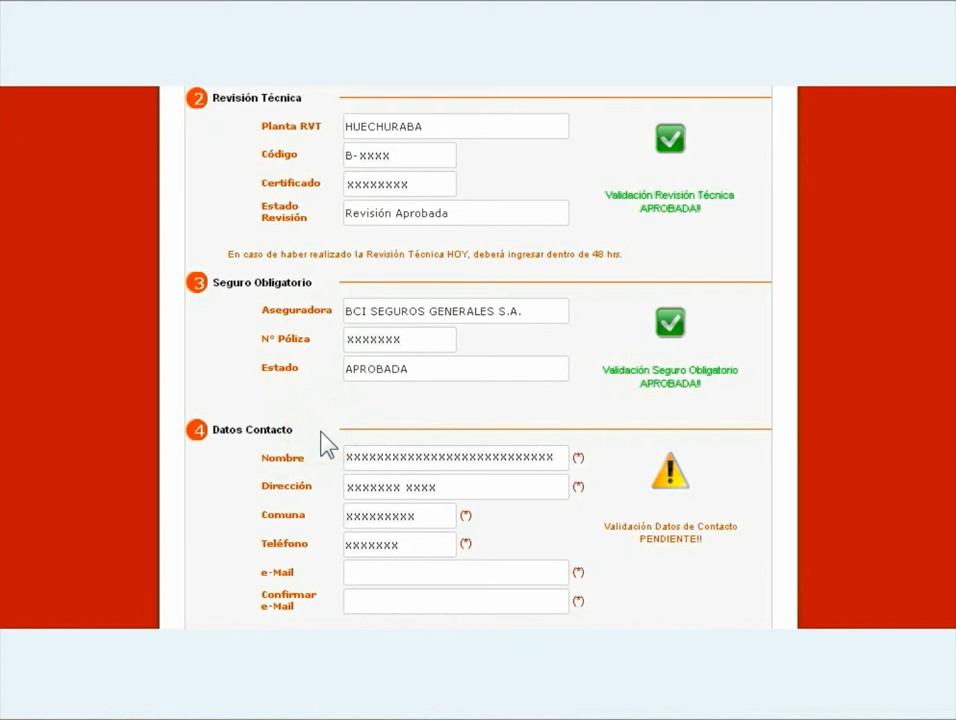 2 Revisión Técnica
Planta RVT HUECHURABA
Código B-xxxx
Certificado xxxxxxxx
Estado Revisión Revisión Aprobada
Validación Revisión Técnica
APROBADA!!
En caso de haber realizado la Revisión Técnica HOY, deberá ingresar dentro de 48 hrs.
3 Seguro Obligatorio
Aseguradora BCI SEGUROS GENERALES S.A.
N° Póliza xxxxxxx
Estado APROBADA
Validación Seguro Obligatorio
APROBADA!!
4 Datos Contacto
Nombre xxxxxxxxxxxxxxxxxxxxxxxxxxx (*)
Dirección xxxxxxx xxxx (*)
Comuna xxxxxxxxx (*)
Teléfono xxxxxxx (*)
e-Mail (*)
Confirmar e-Mail (*)
Validación Datos de Contacto
PENDIENTE!!